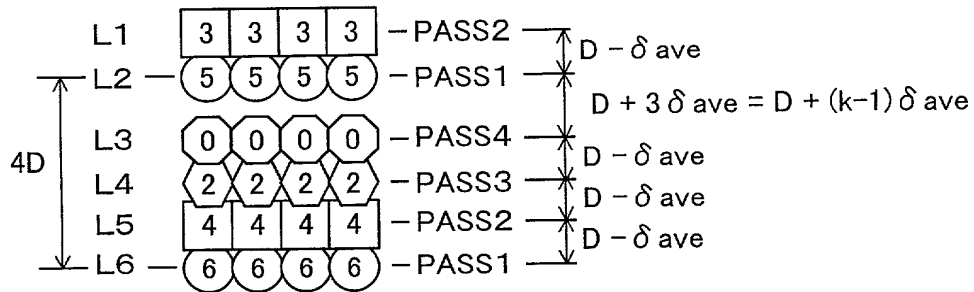 L1 3 3 3 3 PASS2
D − δ ave
L2 5 5 5 5 PASS1
D + 3 δ ave = D + (k-1) δ ave
L3 0 0 0 0 PASS4
D − δ ave
4D
L4 2 2 2 2 PASS3
D − δ ave
L5 4 4 4 4 PASS2
D − δ ave
L6 6 6 6 6 PASS1